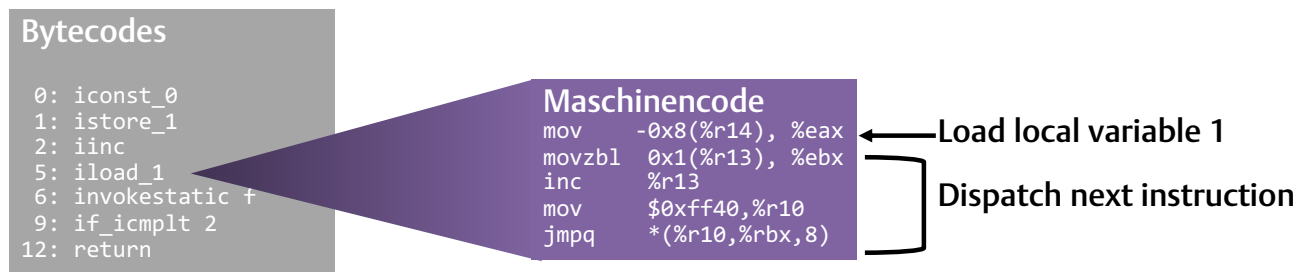 Bytecodes
0: iconst_0
1: istore_1
2: iinc
5: iload_1
6: invokestatic f
9: if_icmplt 2
12: return
Maschinencode
mov -0x8(%r14), %eax
movzbl 0x1(%r13), %ebx
inc %r13
mov $0xff40,%r10
jmpq *(%r10,%rbx,8)
Load local variable 1
Dispatch next instruction